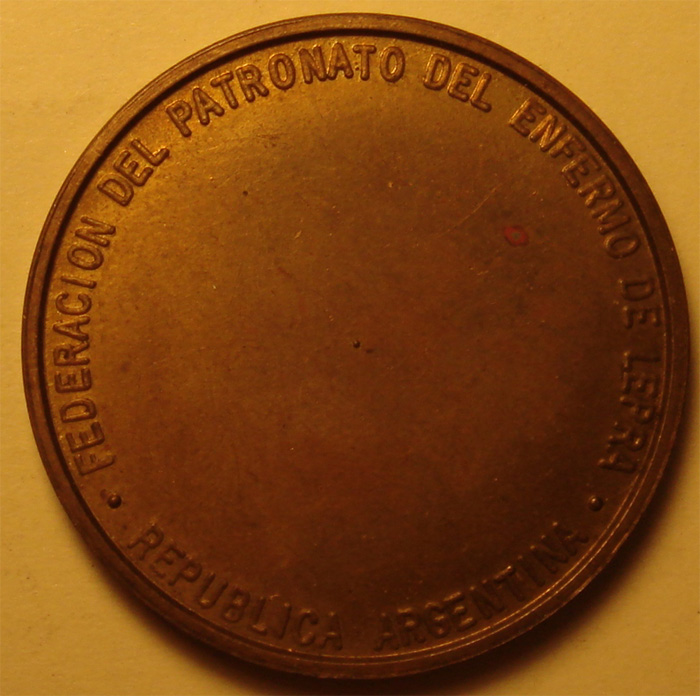 FEDERACION DEL PATRONATO DEL ENFERMO DE LEPRA
REPUBLICA ARGENTINA